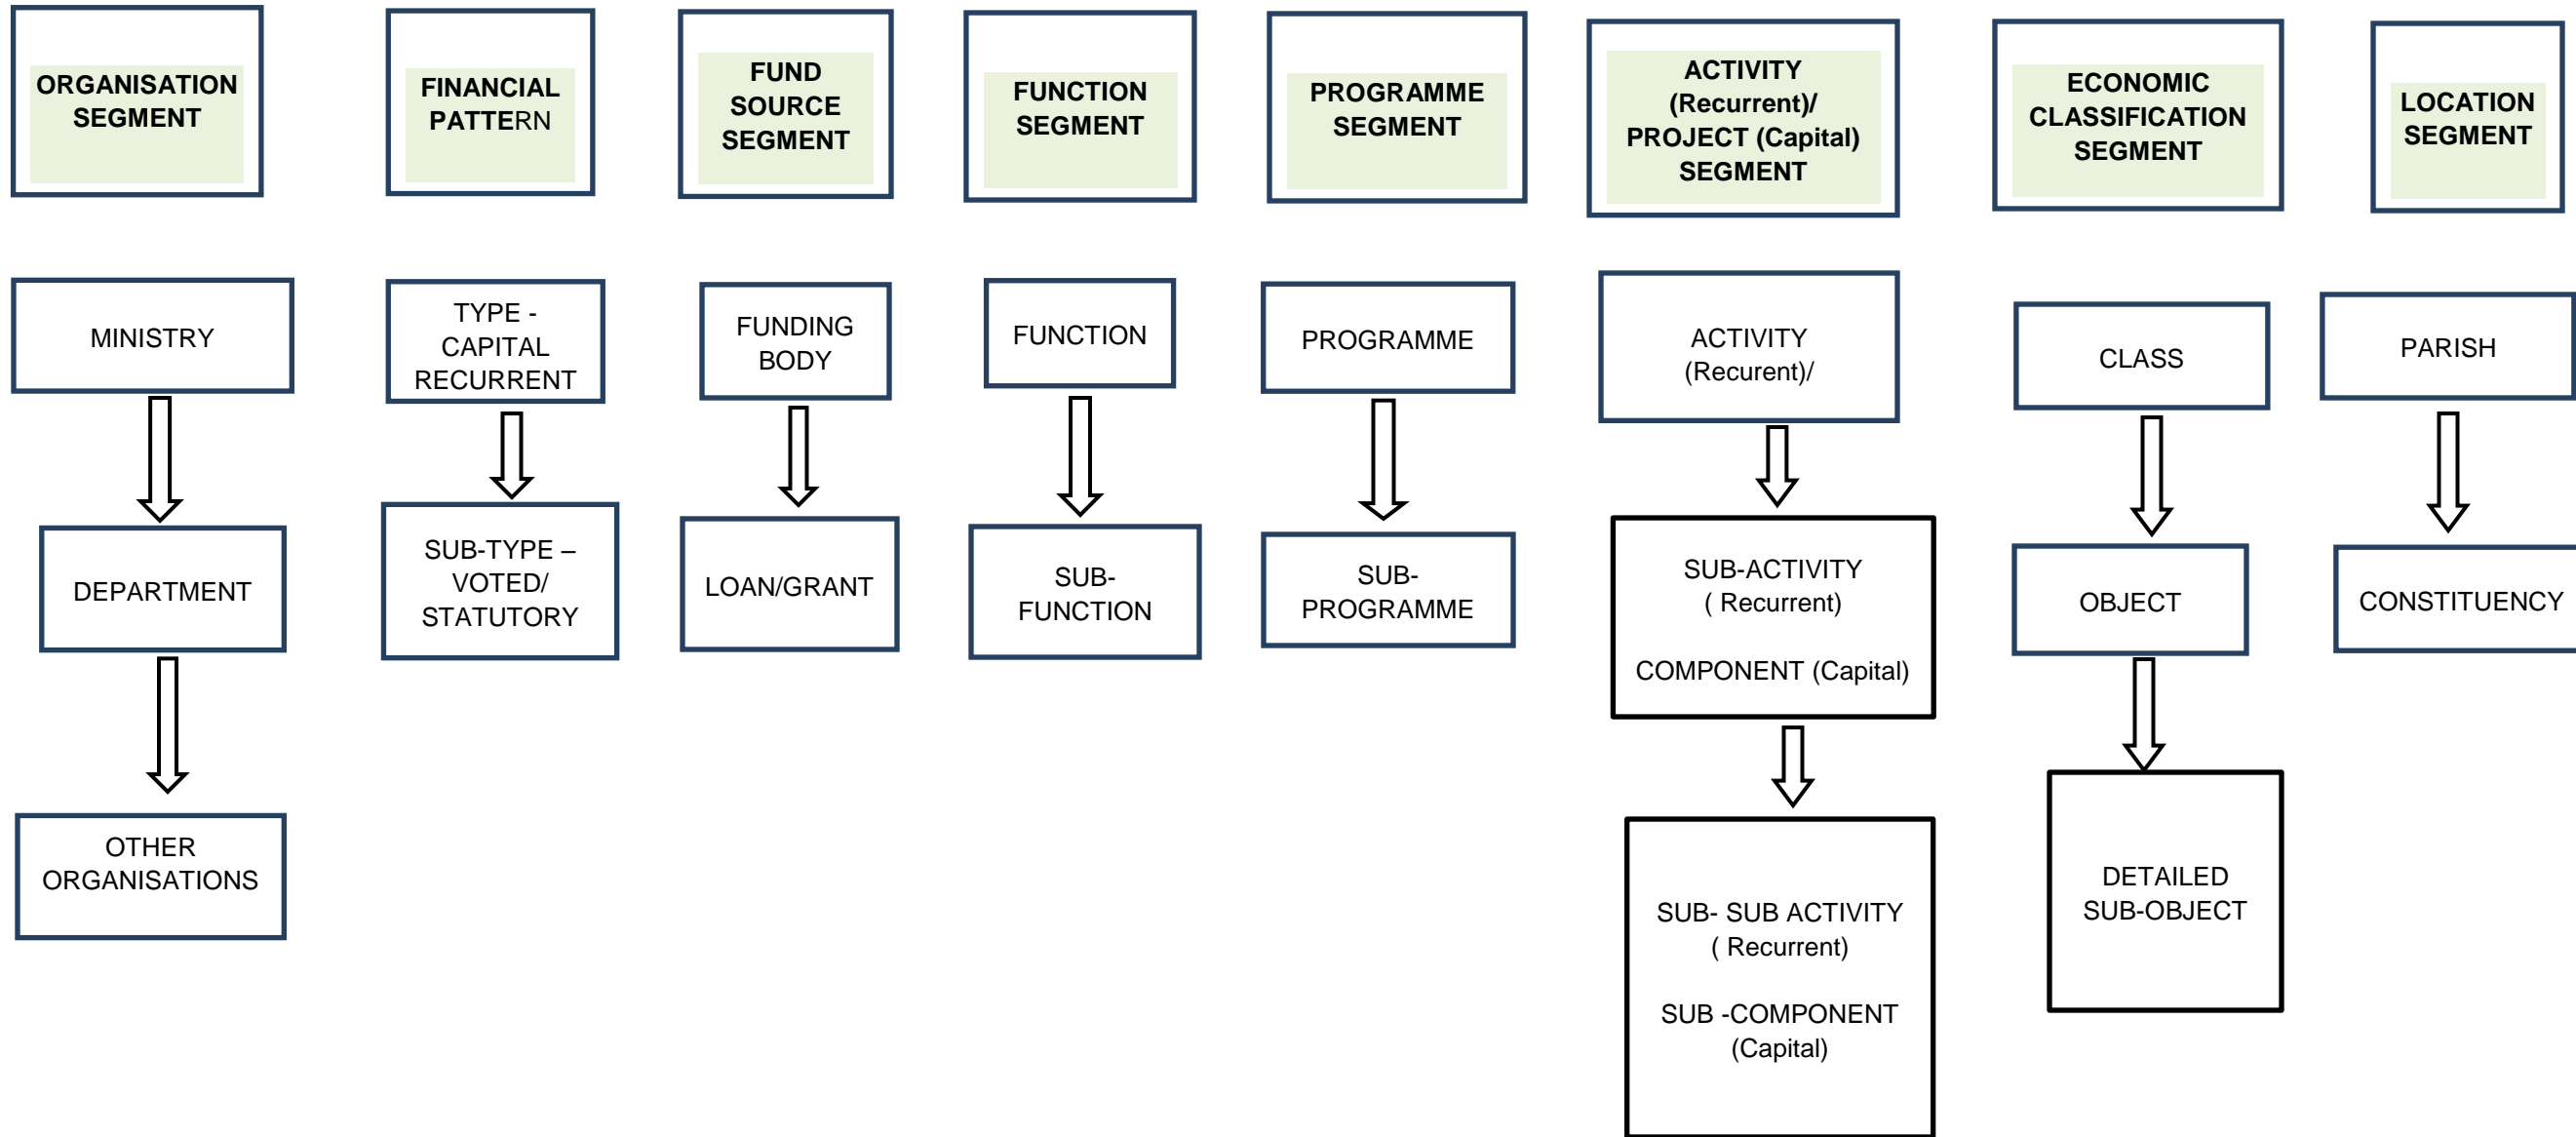 ORGANISATION
SEGMENT
FINANCIAL
PATTERN
FUND
SOURCE
SEGMENT
FUNCTION
SEGMENT
PROGRAMME
SEGMENT
ACTIVITY
(Recurrent)/
PROJECT (Capital)
SEGMENT
ECONOMIC
CLASSIFICATION
SEGMENT
LOCATION
SEGMENT
MINISTRY
TYPE -
CAPITAL
RECURRENT
FUNDING
BODY
FUNCTION
PROGRAMME
ACTIVITY
(Recurent)/
CLASS
PARISH
DEPARTMENT
SUB-TYPE –
VOTED/
STATUTORY
LOAN/GRANT
SUB-
FUNCTION
SUB-
PROGRAMME
SUB-ACTIVITY
( Recurrent)
COMPONENT (Capital)
OBJECT
CONSTITUENCY
OTHER
ORGANISATIONS
SUB- SUB ACTIVITY
( Recurrent)
SUB -COMPONENT
(Capital)
DETAILED
SUB-OBJECT